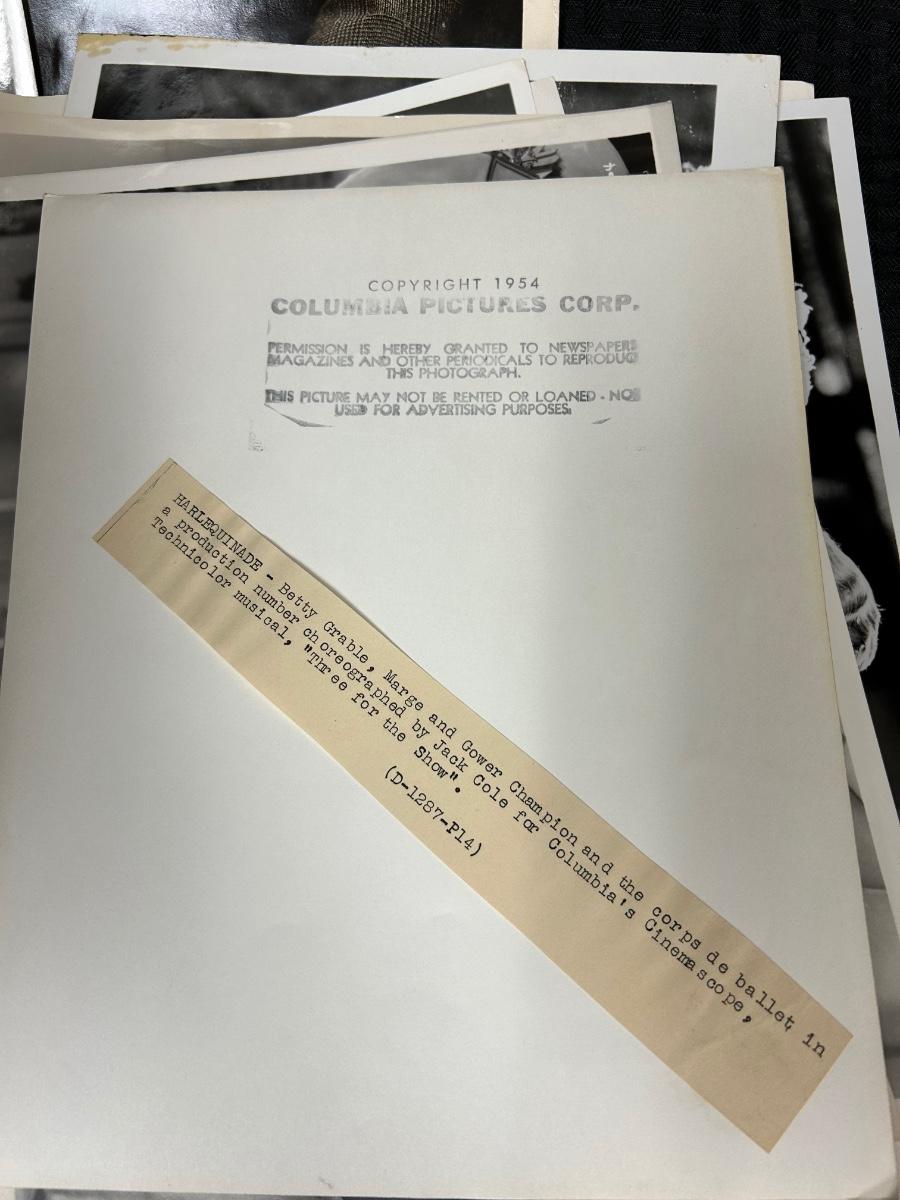 COPYRIGHT 1954
COLUMBIA PICTURES CORP.
PERMISSION IS HEREBY GRANTED TO NEWSPAPERS
MAGAZINES AND OTHER PERIODICALS TO REPRODUC
THIS PHOTOGRAPH.
THIS PICTURE MAY NOT BE RENTED OR LOANED - NOR
USED FOR ADVERTISING PURPOSES.
HARLEQUINADE - Betty Grable, Marge and Gower Champion and the corps de ballet in
a production number choreographed by Jack Cole for Columbia's Cinemascope,
Technicolor musical, "Three for the Show".
(D-1287-P14)